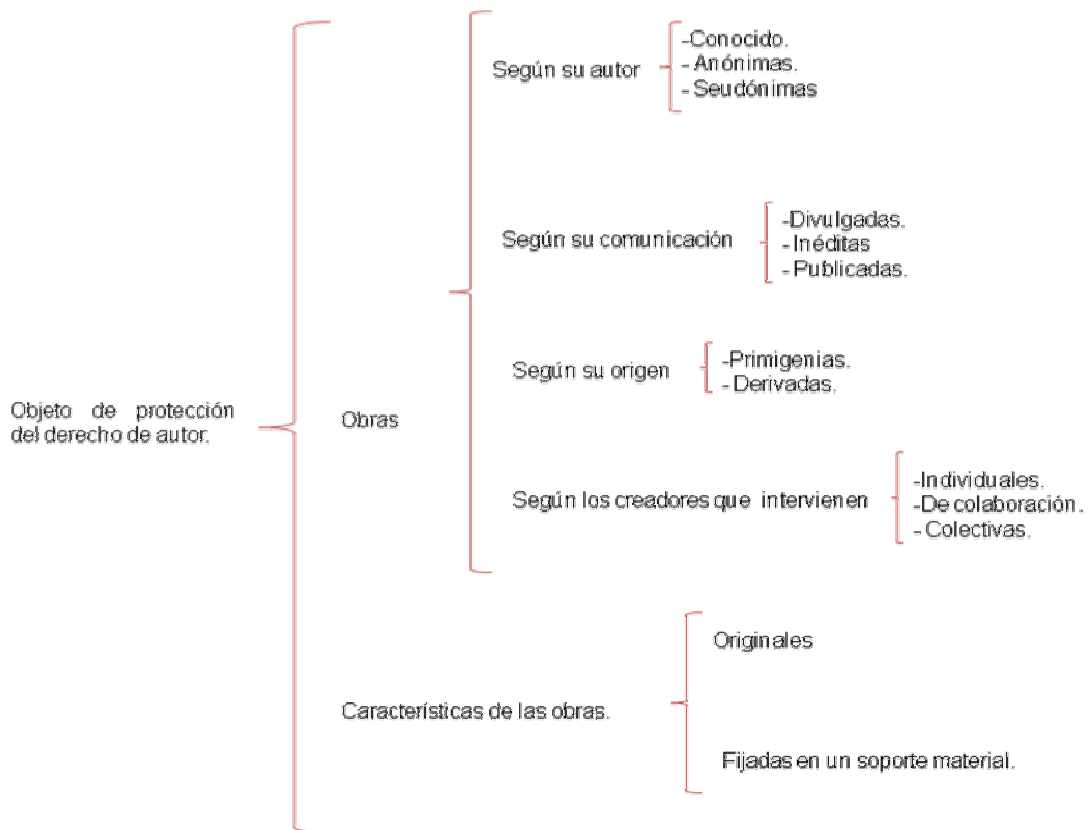 Objeto de protección
del derecho de autor.
Obras
Según su autor
-Conocido.
- Anónimas.
- Seudónimas
Según su comunicación
-Divulgadas.
- Inéditas
- Publicadas.
Según su origen
-Primigenias.
- Derivadas.
Según los creadores que intervienen
-Individuales.
-De colaboración.
- Colectivas.
Características de las obras.
Originales
Fijadas en un soporte material.